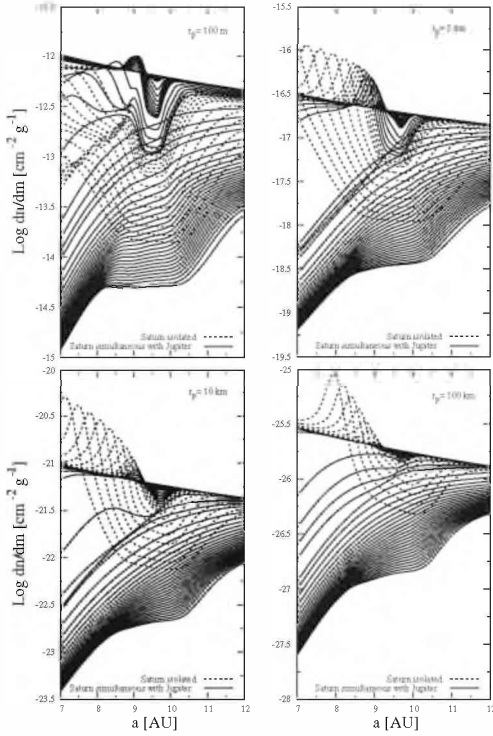 r_p = 100 m
Log dn/dm [cm^-2 g^-1]
-12
-12.5
-13
-13.5
-14
-14.5
-15
Saturn isolated
Saturn simultaneous with Jupiter
-15.5
-16
-16.5
-17
-17.5
-18
-18.5
-19
-19.5
Saturn isolated
Saturn simultaneous with Jupiter
r_p = 10 km
Log dn/dm [cm^-2 g^-1]
-20
-20.5
-21
-21.5
-22
-22.5
-23
-23.5
Saturn isolated
Saturn simultaneous with Jupiter
7 8 9 10 11 12
a [AU]
r_p = 100 km
-25
-25.5
-26
-26.5
-27
-27.5
-28
Saturn isolated
Saturn simultaneous with Jupiter
7 8 9 10 11 12
a [AU]